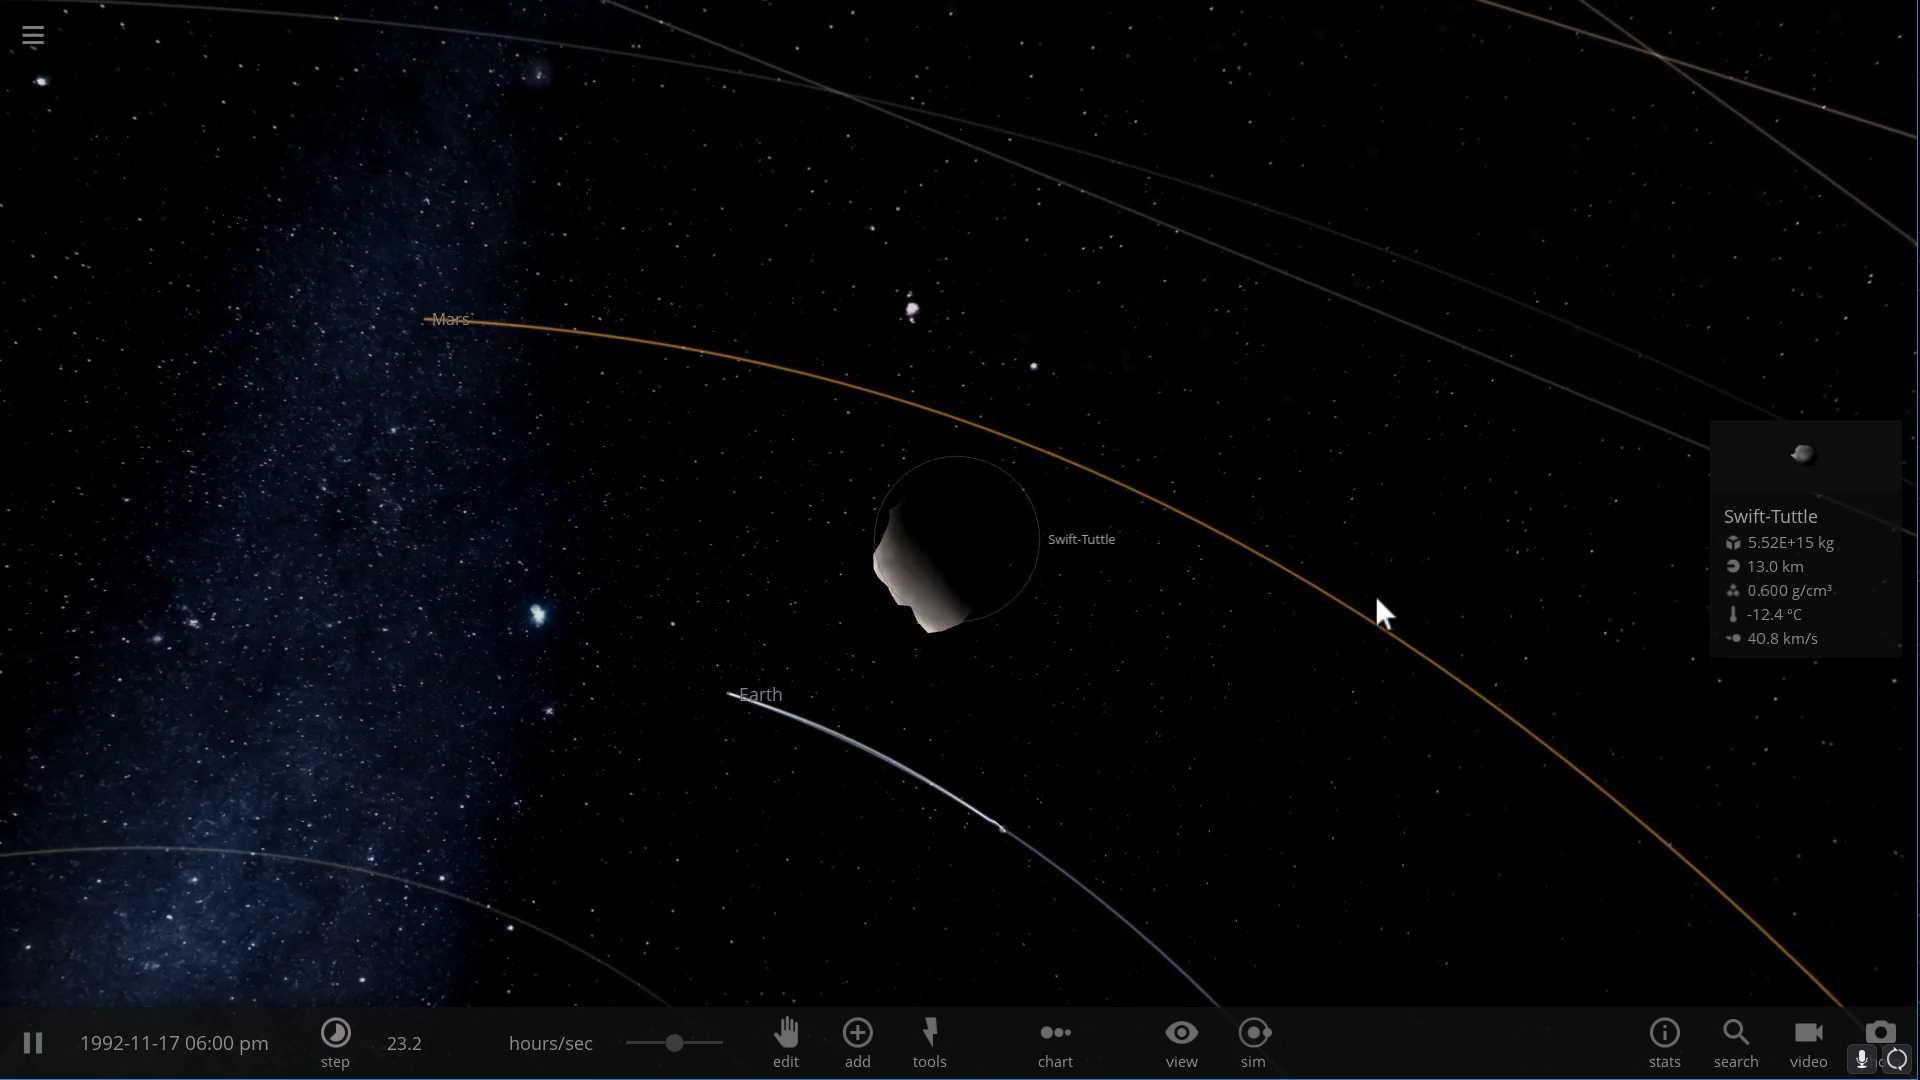 Mars
Swift-Tuttle
Earth
Swift-Tuttle
5.52E+15 kg
13.0 km
0.600 g/cm³
-12.4 °C
40.8 km/s
1992-11-17 06:00 pm
step
23.2
hours/sec
edit
add
tools
chart
view
sim
stats
search
video